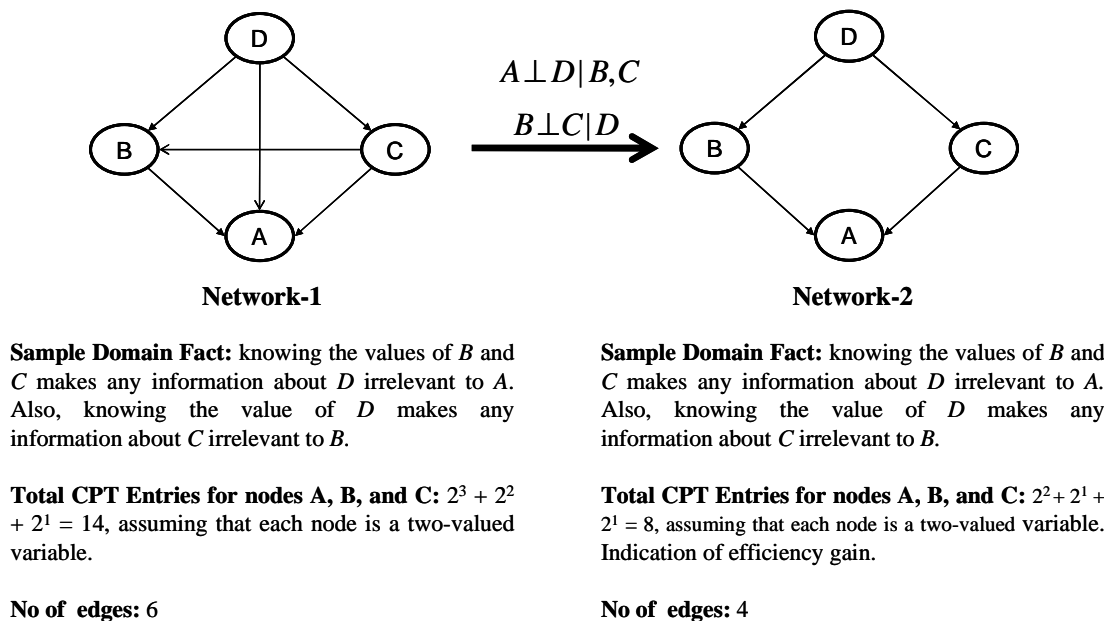 D
B
C
A
Network-1
A⊥D|B,C
B⊥C|D
D
B
C
A
Network-2
Sample Domain Fact: knowing the values of B and
C makes any information about D irrelevant to A.
Also, knowing the value of D makes any
information about C irrelevant to B.
Total CPT Entries for nodes A, B, and C: 2³ + 2²
+ 2¹ = 14, assuming that each node is a two-valued
variable.
No of edges: 6
Sample Domain Fact: knowing the values of B and
C makes any information about D irrelevant to A.
Also, knowing the value of D makes any
information about C irrelevant to B.
Total CPT Entries for nodes A, B, and C: 2² + 2¹ +
2¹ = 8, assuming that each node is a two-valued variable.
Indication of efficiency gain.
No of edges: 4